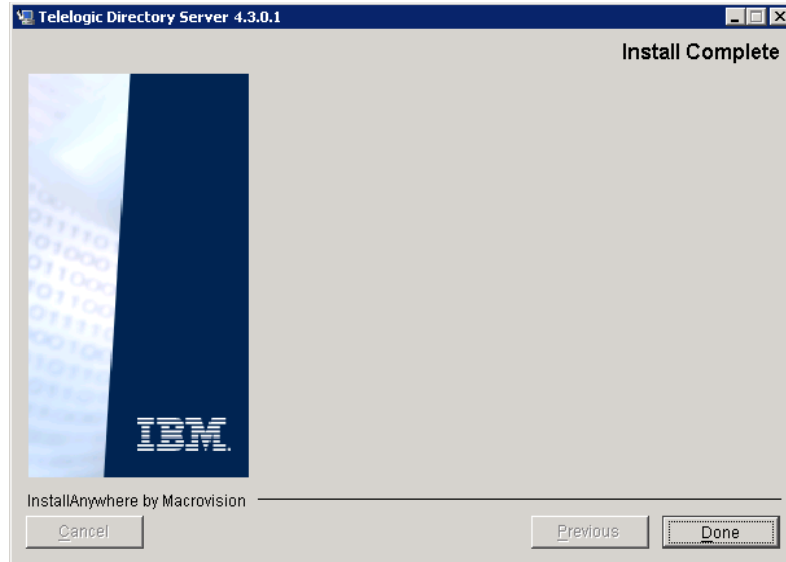 Telelogic Directory Server 4.3.0.1
Install Complete
IBM.
InstallAnywhere by Macrovision
Cancel
Previous
Done